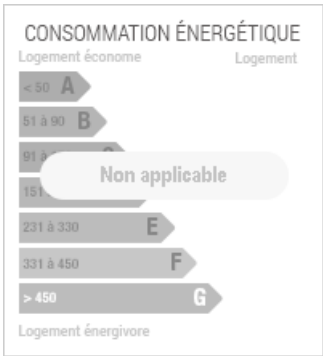 CONSOMMATION ÉNERGÉTIQUE
Logement économe Logement
< 50 A
51 à 90 B
91 à
Non applicable
151
231 à 330 E
331 à 450 F
> 450 G
Logement énergivore